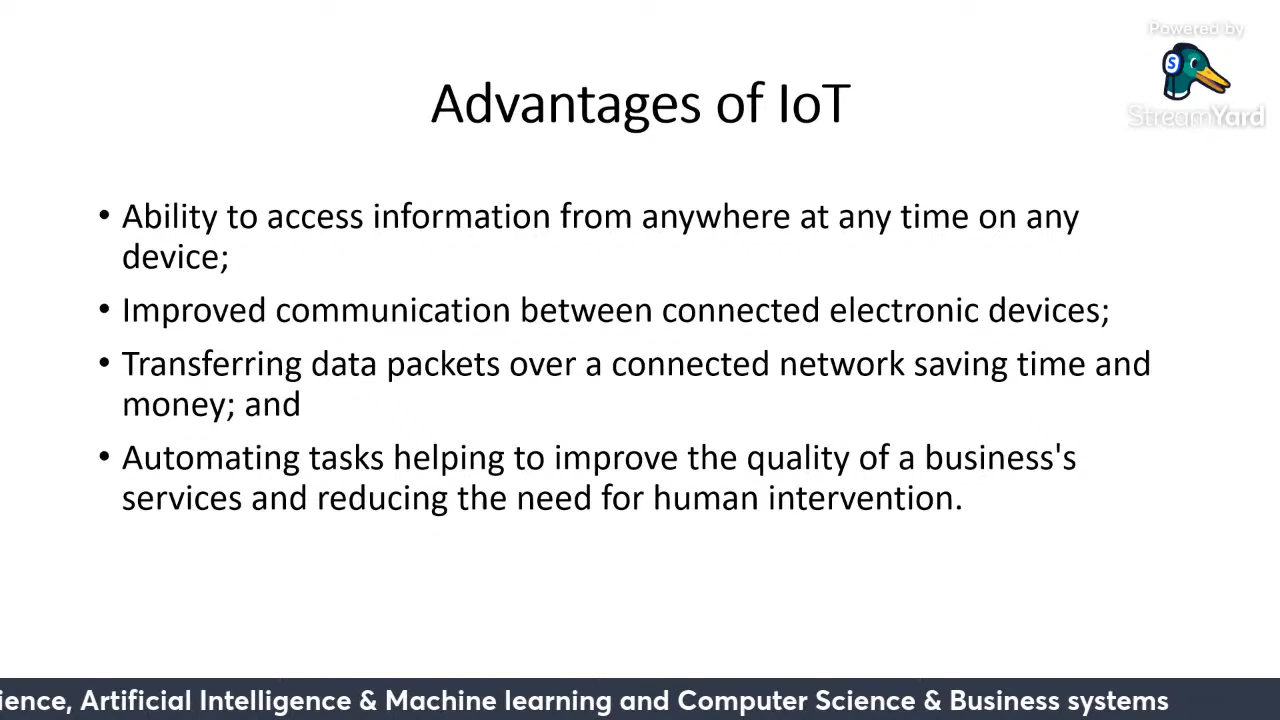 Powered by
S
StreamYard
Advantages of IoT
• Ability to access information from anywhere at any time on any
device;
• Improved communication between connected electronic devices;
• Transferring data packets over a connected network saving time and
money; and
• Automating tasks helping to improve the quality of a business's
services and reducing the need for human intervention.
ience, Artificial Intelligence & Machine learning and Computer Science & Business systems